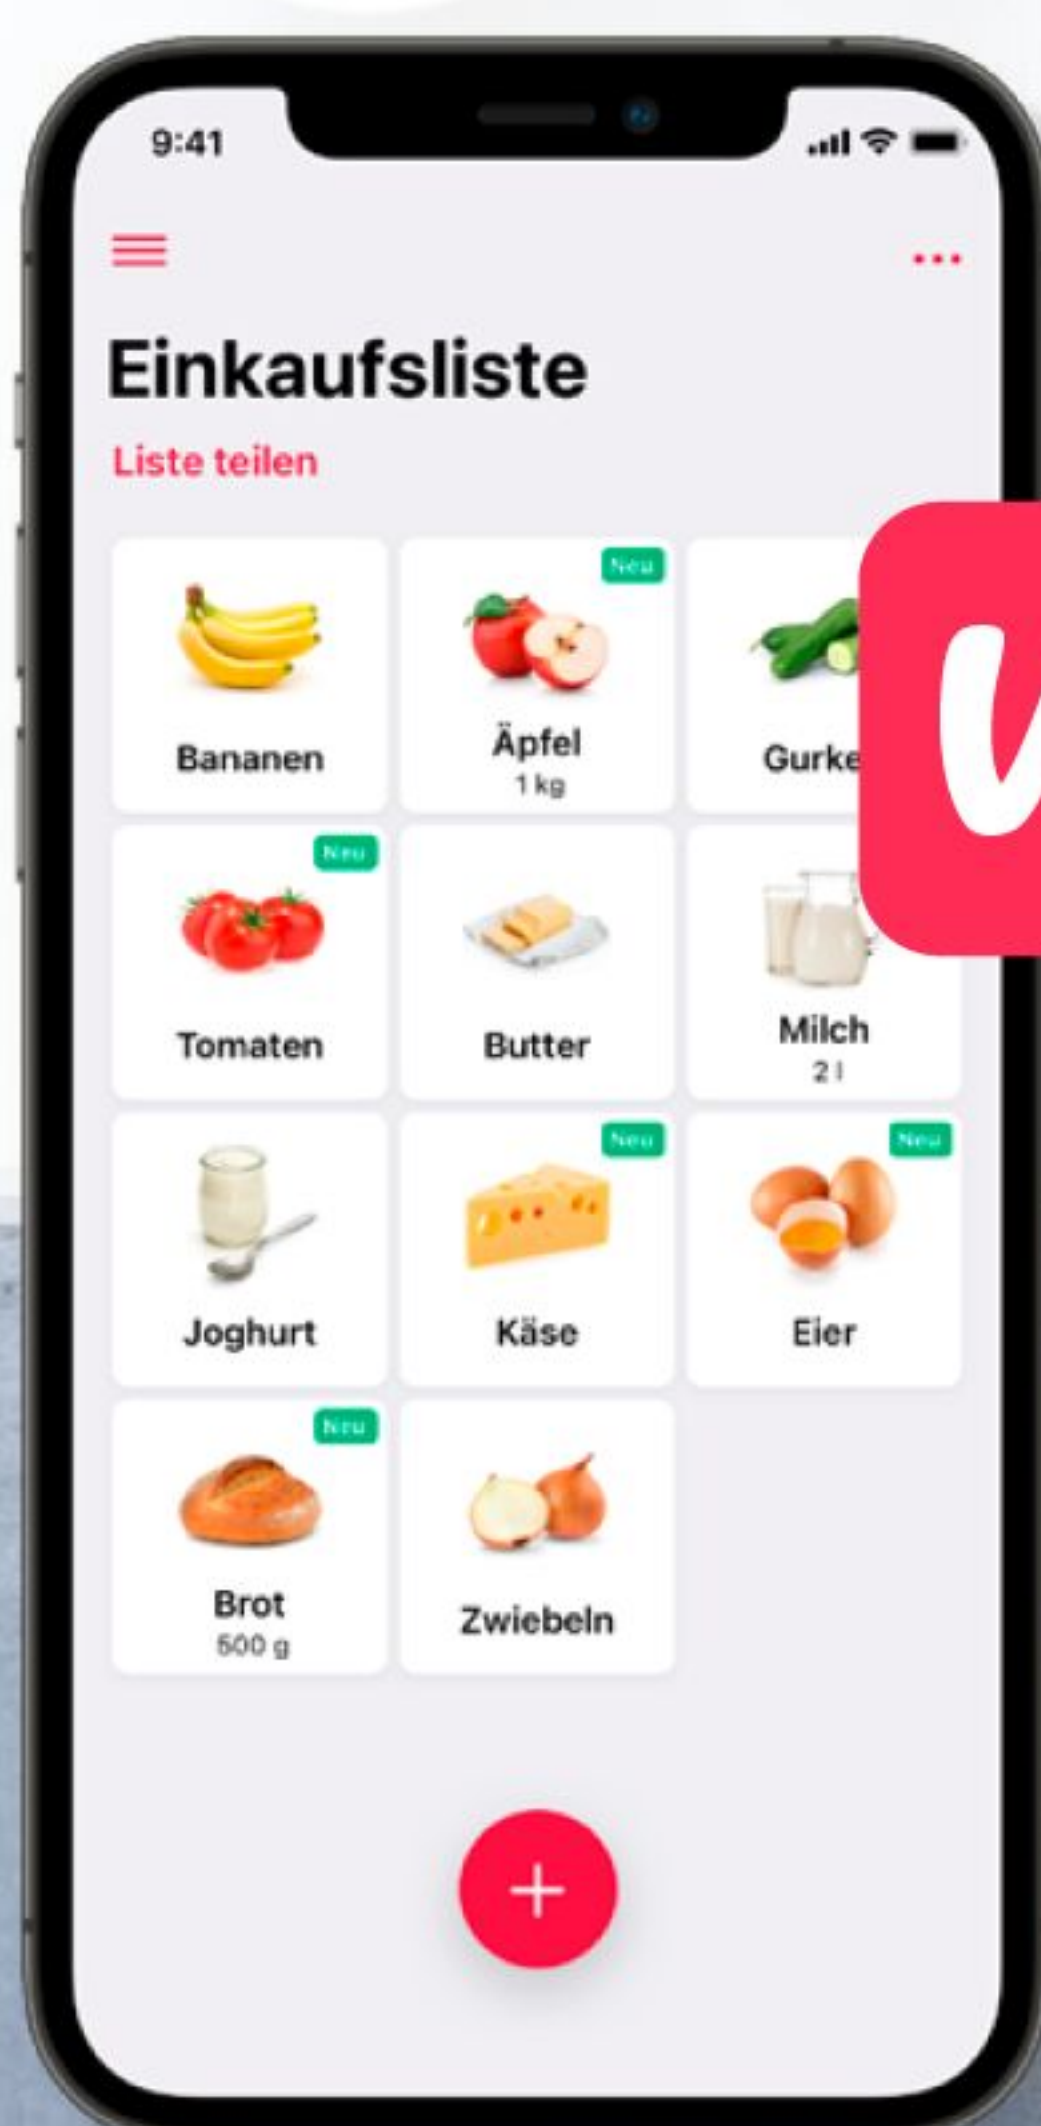 9:41
Einkaufsliste
Liste teilen
Neu
Bananen
Äpfel
1 kg
Gurke
Neu
Tomaten
Butter
Milch
2 l
Neu
Neu
Joghurt
Käse
Eier
Neu
Brot
500 g
Zwiebeln